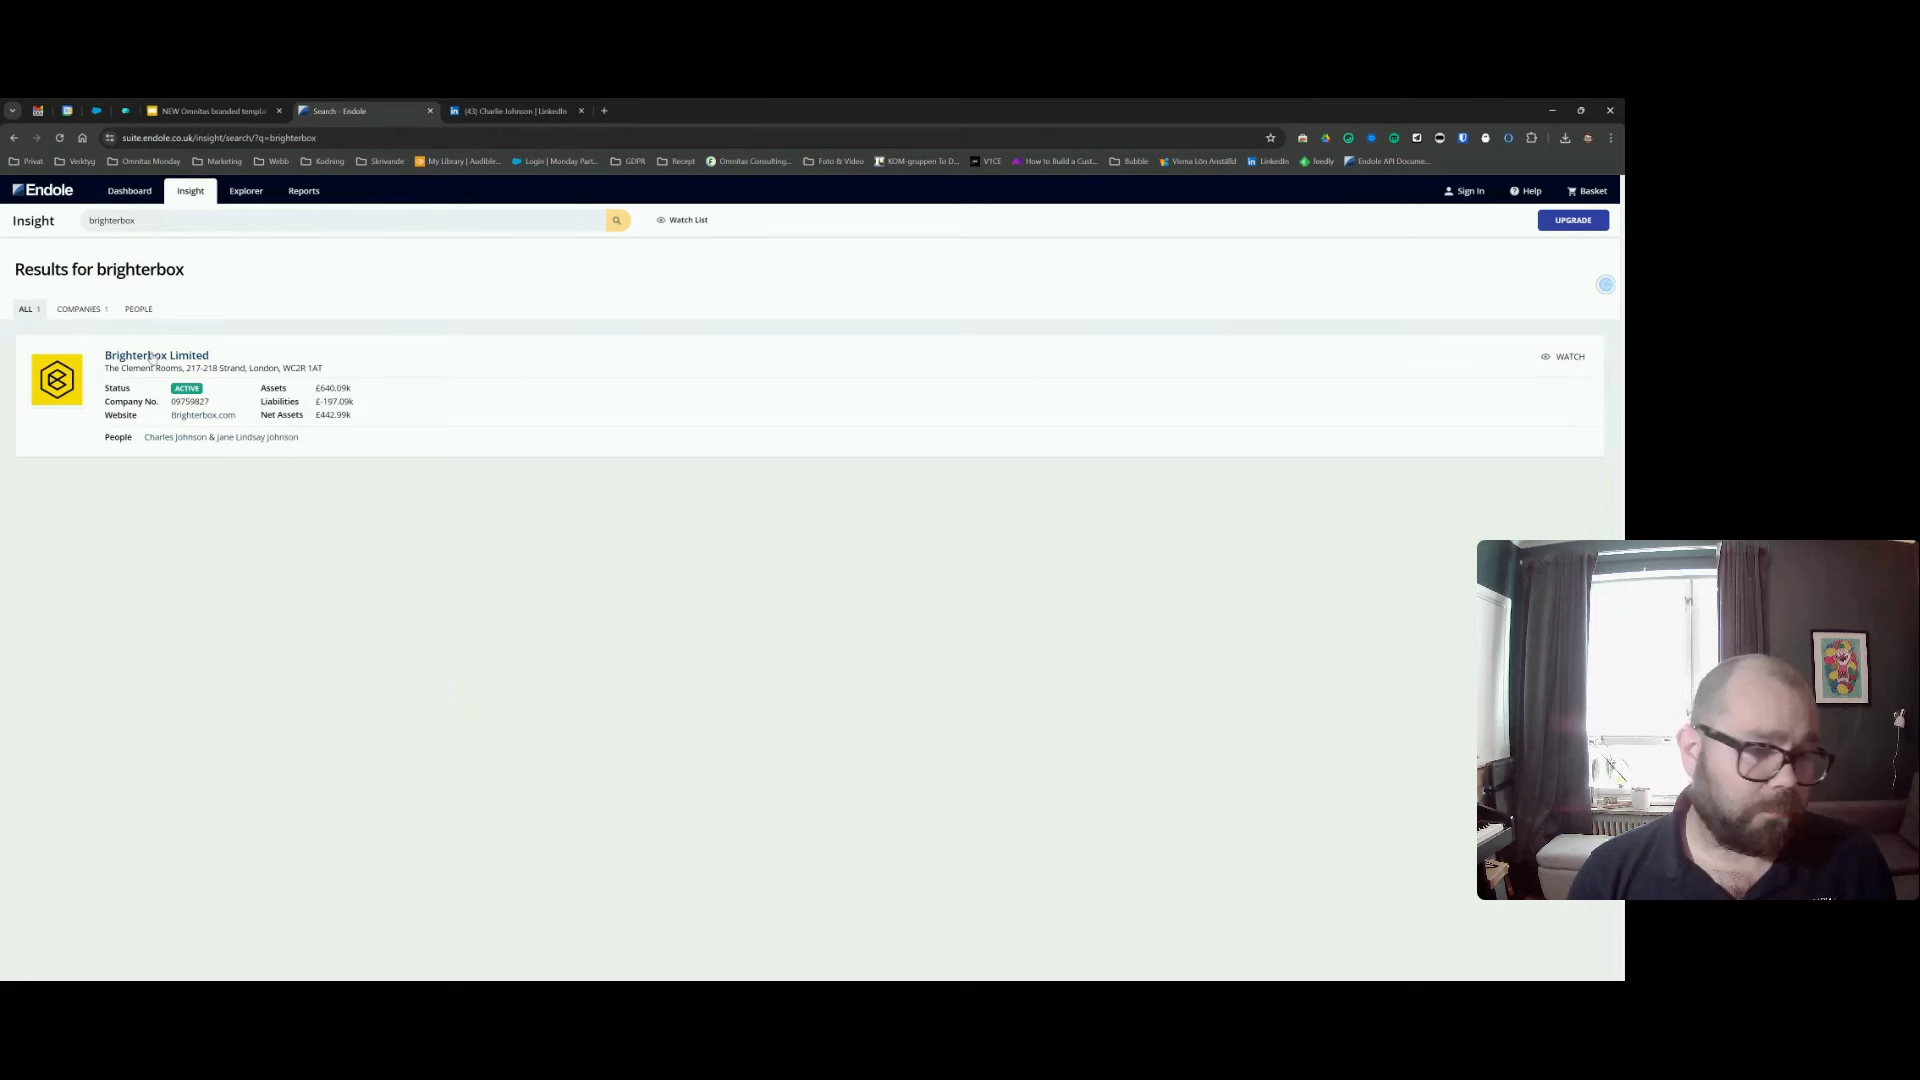 NEW Omnitas branded templa
Search - Endole
(43) Charlie Johnson | LinkedIn
suite.endole.co.uk/insight/search/?q=brighterbox
Privat
Verktyg
Omnitas Monday
Marketing
Webb
Kodning
Skrivande
My Library | Audible...
Login | Monday Part...
GDPR
Recept
Omnitas Consulting...
Foto & Video
KOM-gruppen To D...
V1CE
How to Build a Cust...
Bubble
Visma Lön Anställd
LinkedIn
feedly
Endole API Docume...
Endole
Dashboard
Insight
Explorer
Reports
Sign In
Help
Basket
Insight
brighterbox
Watch List
UPGRADE
Results for brighterbox
ALL 1
COMPANIES 1
PEOPLE
Brighterbox Limited
WATCH
The Clement Rooms, 217-218 Strand, London, WC2R 1AT
Status ACTIVE Assets £640.09k
Company No. 09759827 Liabilities £-197.09k
Website Brighterbox.com Net Assets £442.99k
People Charles Johnson & Jane Lindsay Johnson